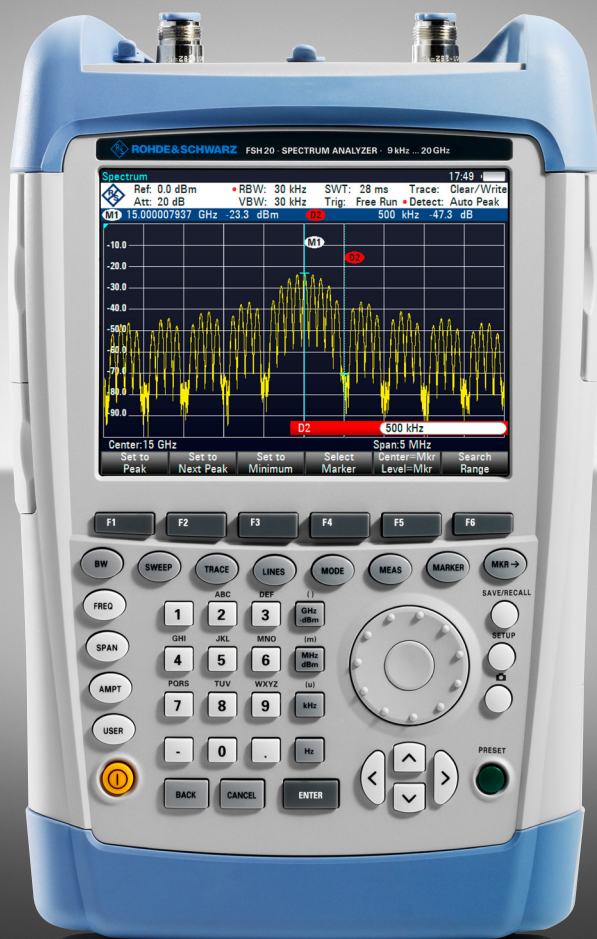 ROHDE&SCHWARZ FSH20 · SPECTRUM ANALYZER · 9 kHz ... 20 GHz
Spectrum 17:49
Ref: 0.0 dBm • RBW: 30 kHz SWT: 28 ms Trace: Clear/Write
Att: 20 dB VBW: 30 kHz Trig: Free Run • Detect: Auto Peak
M1 15.000007937 GHz -23.3 dBm D2 500 kHz -47.3 dB
M1
-10.0
D2
-20.0
-30.0
-40.0
-50.0
-60.0
-70.0
-80.0
-90.0
D2 500 kHz
Center:15 GHz Span:5 MHz
Set to Set to Set to Select Center=Mkr Search
Peak Next Peak Minimum Marker Level=Mkr Range
F1 F2 F3 F4 F5 F6
BW SWEEP TRACE LINES MODE MEAS MARKER MKR→
SAVE/RECALL
FREQ
ABC DEF ( )
1 2 3 GHz -dBm
SETUP
SPAN
GHI JKL MNO (m)
4 5 6 MHz dBm
AMPT
PQRS TUV WXYZ (u)
7 8 9 kHz
USER
- 0 . Hz
PRESET
BACK CANCEL ENTER